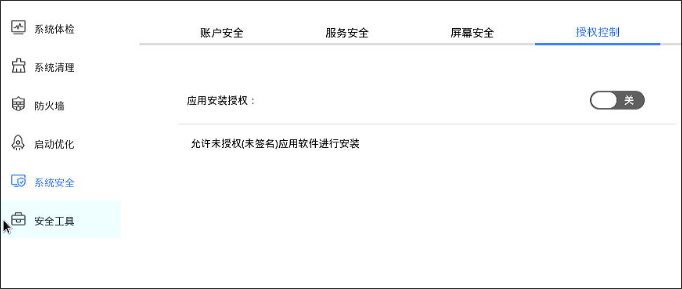 系统体检
系统清理
防火墙
启动优化
系统安全
安全工具
账户安全 服务安全 屏幕安全 授权控制
应用安装授权： 关
允许未授权(未签名)应用软件进行安装